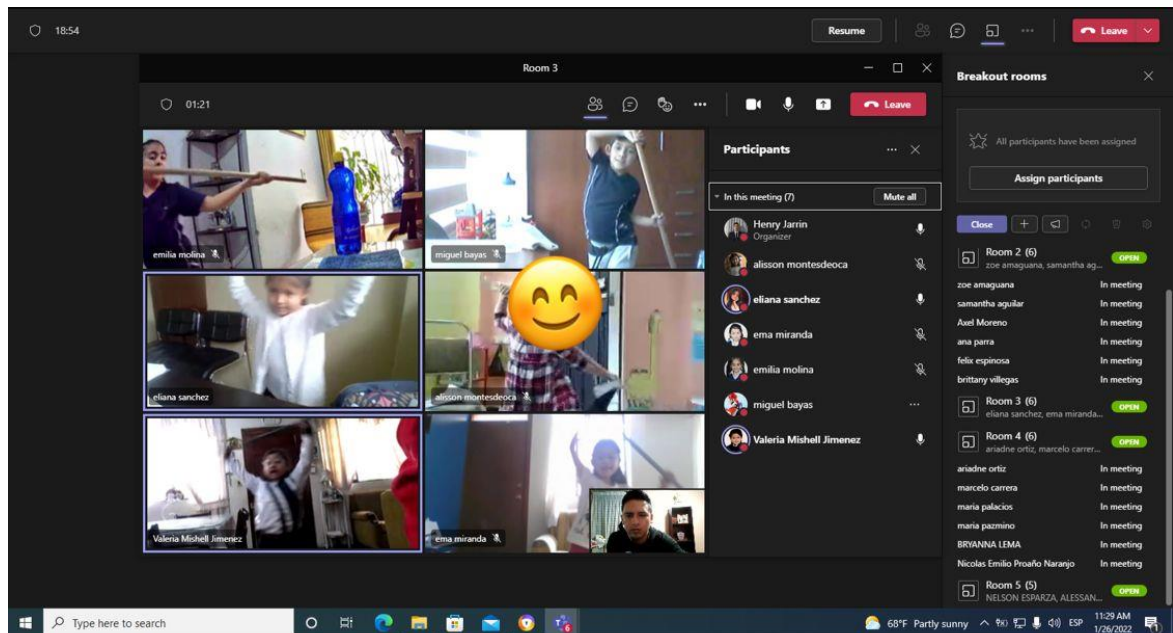 18:54
Resume
Leave
Room 3
01:21
Leave
emilia molina
miguel bayas
eliana sanchez
alisson montesdeoca
Valeria Mishell Jimenez
ema miranda
Participants
In this meeting (7)
Mute all
Henry Jarrin
Organizer
alisson montesdeoca
eliana sanchez
ema miranda
emilia molina
miguel bayas
Valeria Mishell Jimenez
Breakout rooms
All participants have been assigned
Assign participants
Close
Room 2 (6)
OPEN
zoe amaguana, samantha ag...
zoe amaguana In meeting
samantha aguilar In meeting
Axel Moreno In meeting
ana parra In meeting
felix espinosa In meeting
brittany villegas In meeting
Room 3 (6)
OPEN
eliana sanchez, ema miranda...
Room 4 (6)
OPEN
ariadne ortiz, marcelo carrer...
ariadne ortiz In meeting
marcelo carrera In meeting
maria palacios In meeting
maria pazmino In meeting
BRYANNA LEMA In meeting
Nicolas Emilio Proaño Naranjo In meeting
Room 5 (5)
OPEN
NELSON ESPARZA, ALESSAN...
Type here to search
68°F Partly sunny
ESP
11:29 AM
1/26/2022